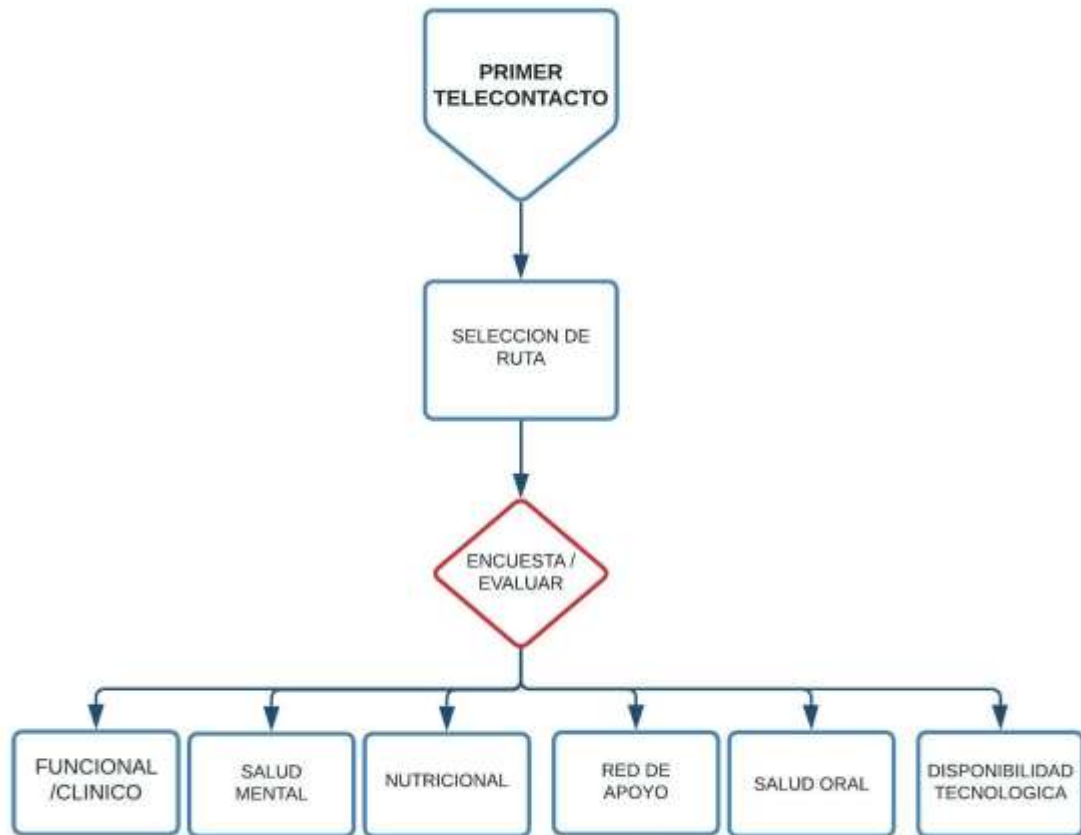 PRIMER
TELECONTACTO
SELECCION DE
RUTA
ENCUESTA /
EVALUAR
FUNCIONAL
/CLINICO
SALUD
MENTAL
NUTRICIONAL
RED DE
APOYO
SALUD ORAL
DISPONIBILIDAD
TECNOLOGICA